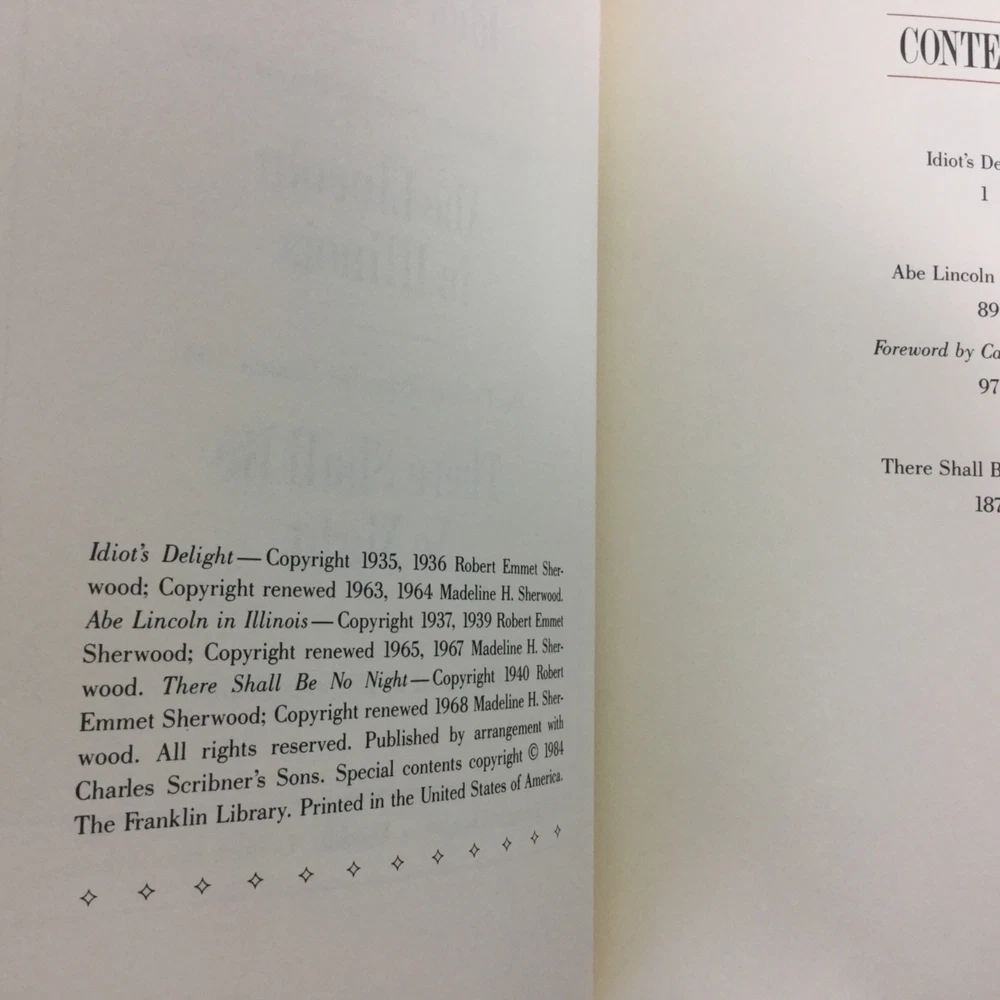 Idiot's Delight—Copyright 1935, 1936 Robert Emmet Sher-
wood; Copyright renewed 1963, 1964 Madeline H. Sherwood.
Abe Lincoln in Illinois—Copyright 1937, 1939 Robert Emmet
Sherwood; Copyright renewed 1965, 1967 Madeline H. Sher-
wood. There Shall Be No Night—Copyright 1940 Robert
Emmet Sherwood; Copyright renewed 1968 Madeline H. Sher-
wood. All rights reserved. Published by arrangement with
Charles Scribner's Sons. Special contents copyright © 1984
The Franklin Library. Printed in the United States of America.
CONTE
Idiot's De
1
Abe Lincoln
89
Foreword by Ca
97
There Shall B
187